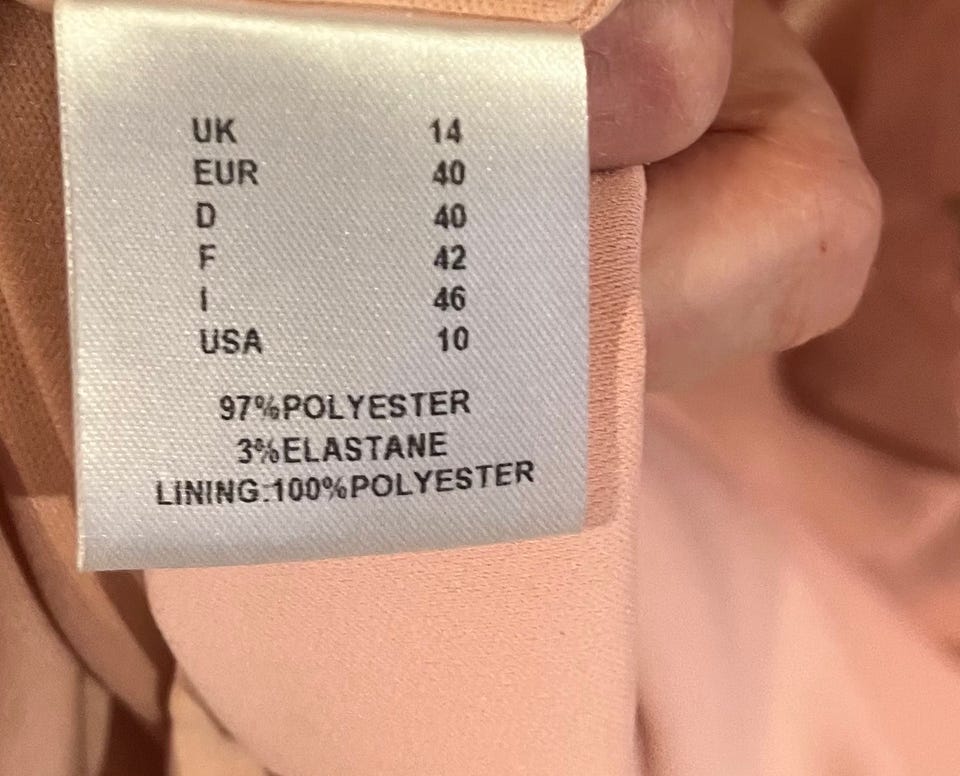 UK 14
EUR 40
D 40
F 42
I 46
USA 10
97%POLYESTER
3%ELASTANE
LINING:100%POLYESTER